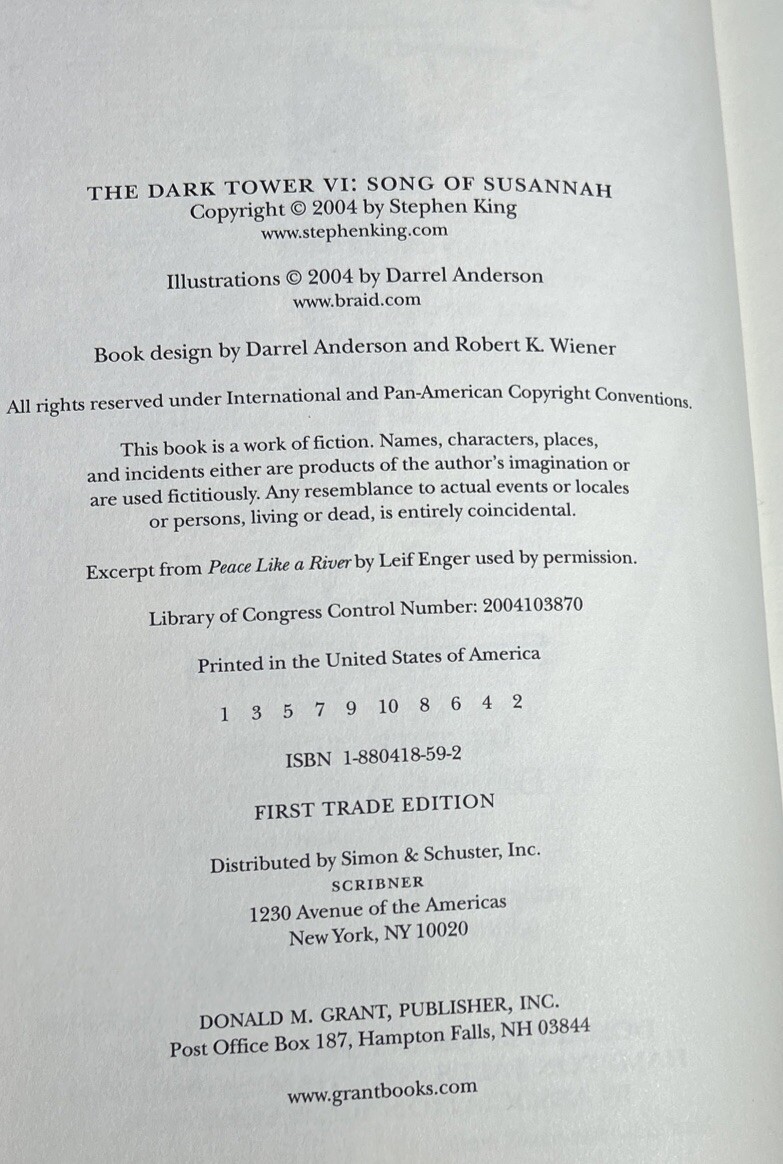 THE DARK TOWER VI: SONG OF SUSANNAH
Copyright © 2004 by Stephen King
www.stephenking.com
Illustrations © 2004 by Darrel Anderson
www.braid.com
Book design by Darrel Anderson and Robert K. Wiener
All rights reserved under International and Pan-American Copyright Conventions.
This book is a work of fiction. Names, characters, places,
and incidents either are products of the author's imagination or
are used fictitiously. Any resemblance to actual events or locales
or persons, living or dead, is entirely coincidental.
Excerpt from Peace Like a River by Leif Enger used by permission.
Library of Congress Control Number: 2004103870
Printed in the United States of America
1 3 5 7 9 10 8 6 4 2
ISBN 1-880418-59-2
FIRST TRADE EDITION
Distributed by Simon & Schuster, Inc.
SCRIBNER
1230 Avenue of the Americas
New York, NY 10020
DONALD M. GRANT, PUBLISHER, INC.
Post Office Box 187, Hampton Falls, NH 03844
www.grantbooks.com